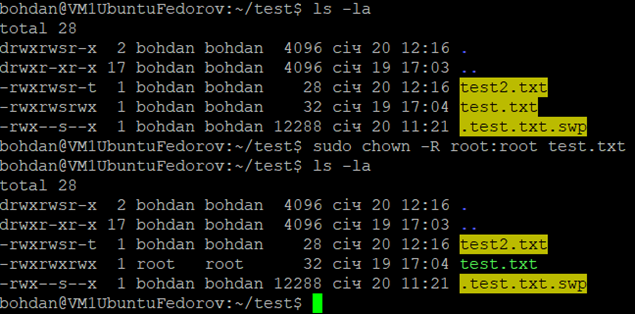 bohdan@VM1UbuntuFedorov:~/test$ ls -la
total 28
drwxrwsr-x  2 bohdan bohdan  4096 січ 20 12:16 .
drwxr-xr-x 17 bohdan bohdan  4096 січ 19 17:03 ..
-rwxrwsr-t  1 bohdan bohdan    28 січ 20 12:16 test2.txt
-rwxrwsrwx  1 bohdan bohdan    32 січ 19 17:04 test.txt
-rwx--s--x  1 bohdan bohdan 12288 січ 20 11:21 .test.txt.swp
bohdan@VM1UbuntuFedorov:~/test$ sudo chown -R root:root test.txt
bohdan@VM1UbuntuFedorov:~/test$ ls -la
total 28
drwxrwsr-x  2 bohdan bohdan  4096 січ 20 12:16 .
drwxr-xr-x 17 bohdan bohdan  4096 січ 19 17:03 ..
-rwxrwsr-t  1 bohdan bohdan    28 січ 20 12:16 test2.txt
-rwxrwxrwx  1 root   root      32 січ 19 17:04 test.txt
-rwx--s--x  1 bohdan bohdan 12288 січ 20 11:21 .test.txt.swp
bohdan@VM1UbuntuFedorov:~/test$